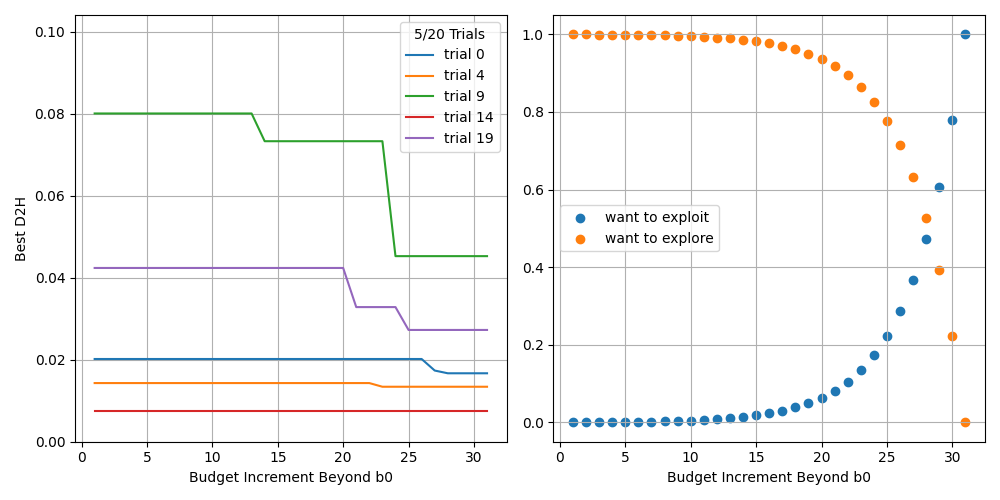 Best D2H
0.10
0.08
0.06
0.04
0.02
0.00
0 5 10 15 20 25 30
Budget Increment Beyond b0
5/20 Trials
trial 0
trial 4
trial 9
trial 14
trial 19
1.0
0.8
0.6
0.4
0.2
0.0
0 5 10 15 20 25 30
Budget Increment Beyond b0
want to exploit
want to explore